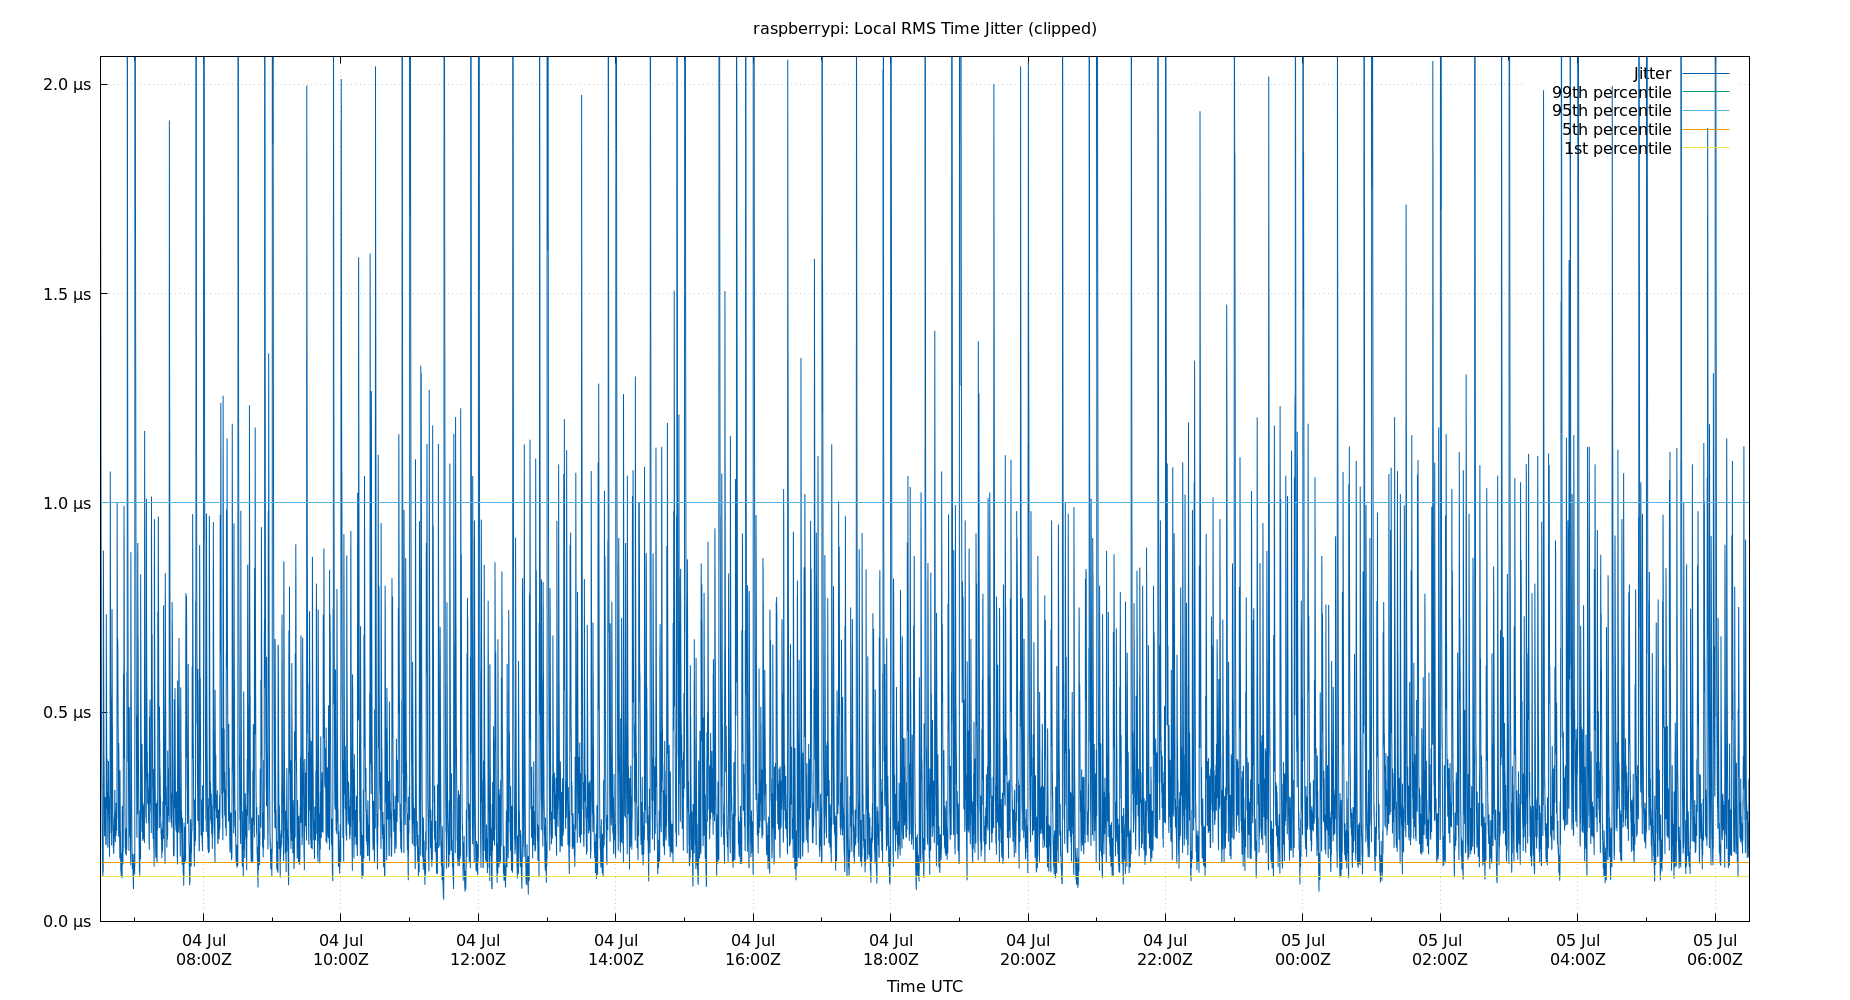 raspberrypi: Local RMS Time Jitter (clipped)
2.0 µs
1.5 µs
1.0 µs
0.5 µs
0.0 µs
Jitter
99th percentile
95th percentile
5th percentile
1st percentile
04 Jul 04 Jul 04 Jul 04 Jul 04 Jul 04 Jul 04 Jul 04 Jul 05 Jul 05 Jul 05 Jul 05 Jul
08:00Z 10:00Z 12:00Z 14:00Z 16:00Z 18:00Z 20:00Z 22:00Z 00:00Z 02:00Z 04:00Z 06:00Z
Time UTC